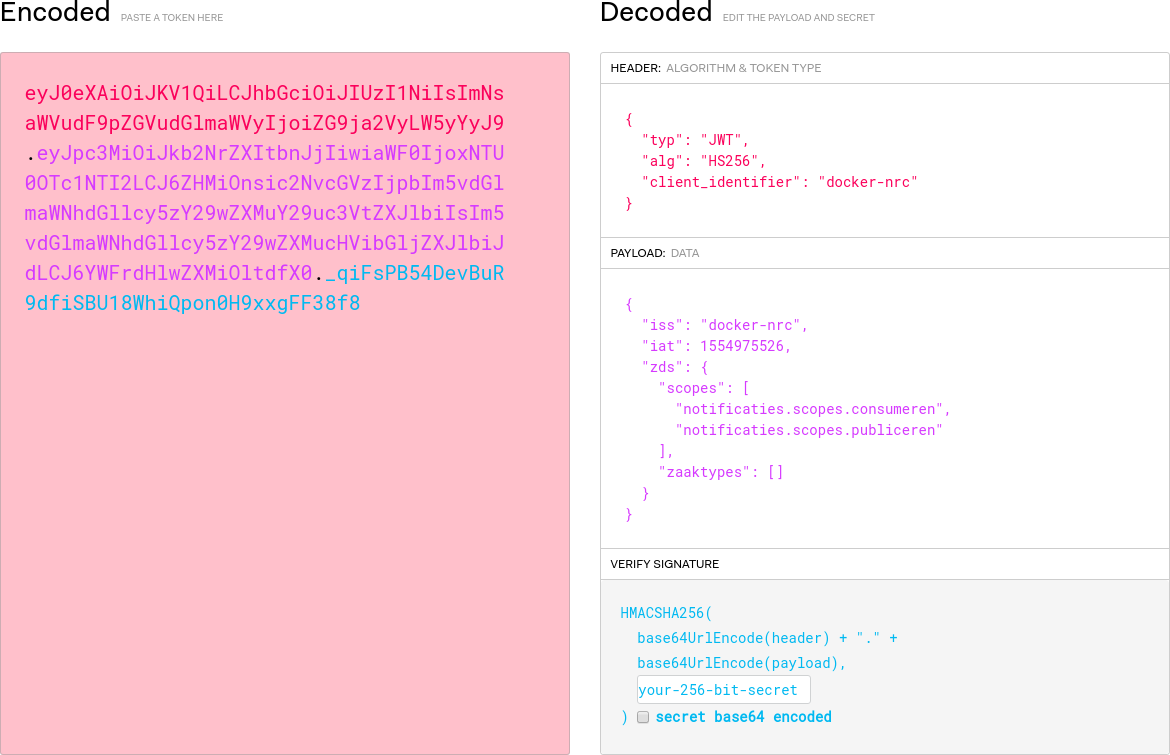 Encoded PASTE A TOKEN HERE
eyJ0eXAiOiJKV1QiLCJhbGciOiJIUzI1NiIsImNs
aWVudF9pZGVudGlmaWVyIjoiZG9ja2VyLW5yYyJ9
.eyJpc3MiOiJkb2NrZXItbnJjIiwiaWF0IjoxNTU
0OTc1NTI2LCJ6ZHMiOnsic2NvcGVzIjpbIm5vdGl
maWNhdGllcy5zY29wZXMuY29uc3VtZXJlbiIsIm5
vdGlmaWNhdGllcy5zY29wZXMucHVibGljZXJlbiJ
dLCJ6YWFrdHlwZXMiOltdfX0._qiFsPB54DevBuR
9dfiSBU18WhiQpon0H9xxgFF38f8
Decoded EDIT THE PAYLOAD AND SECRET
HEADER: ALGORITHM & TOKEN TYPE
{
"typ": "JWT",
"alg": "HS256",
"client_identifier": "docker-nrc"
}
PAYLOAD: DATA
{
"iss": "docker-nrc",
"iat": 1554975526,
"zds": {
"scopes": [
"notificaties.scopes.consumeren",
"notificaties.scopes.publiceren"
],
"zaaktypes": []
}
}
VERIFY SIGNATURE
HMACSHA256(
base64UrlEncode(header) + "." +
base64UrlEncode(payload),
your-256-bit-secret
) secret base64 encoded